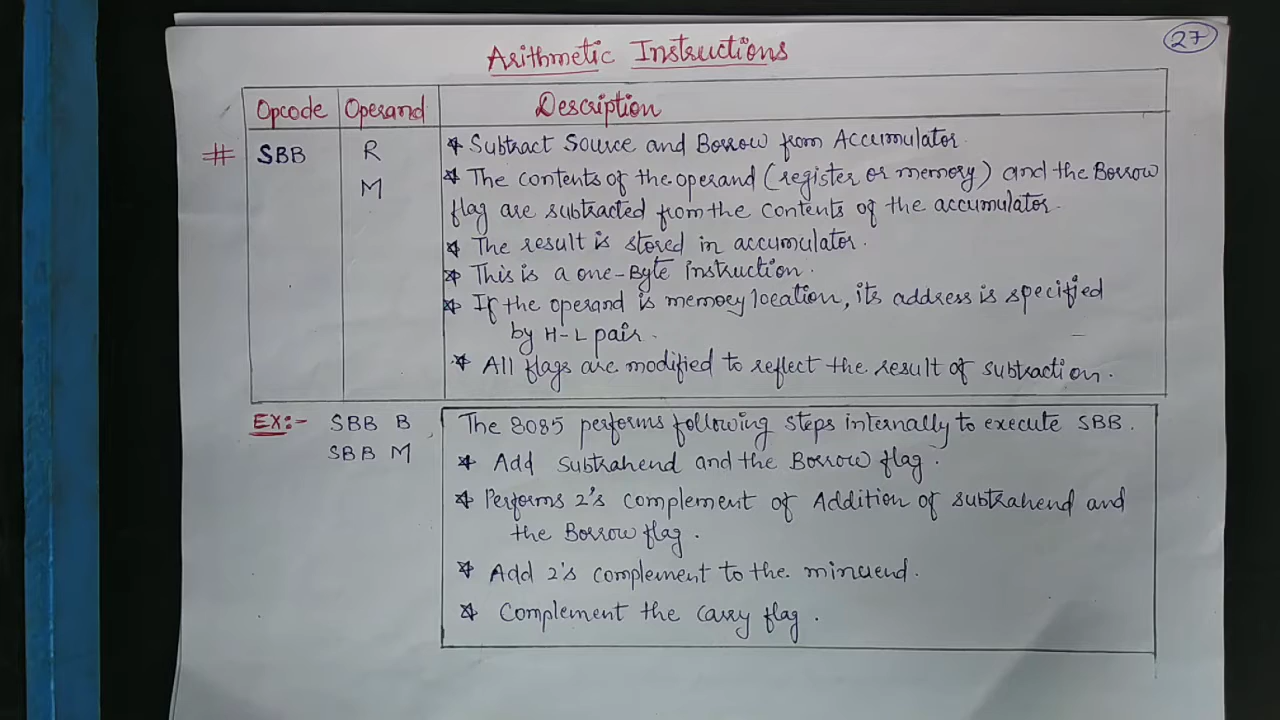 27
Arithmetic Instructions
Opcode Operand Description
# SBB R * Subtract Source and Borrow from Accumulator.
M * The contents of the operand (register or memory) and the Borrow
flag are subtracted from the contents of the accumulator.
* The result is stored in accumulator.
* This is a one-Byte instruction.
* If the operand is memory location, its address is specified
by H-L pair.
* All flags are modified to reflect the result of subtraction.
EX:- SBB B The 8085 performs following steps internally to execute SBB.
SBB M * Add subtrahend and the Borrow flag.
* Performs 2's complement of Addition of subtrahend and
the Borrow flag.
* Add 2's complement to the minuend.
* Complement the carry flag.